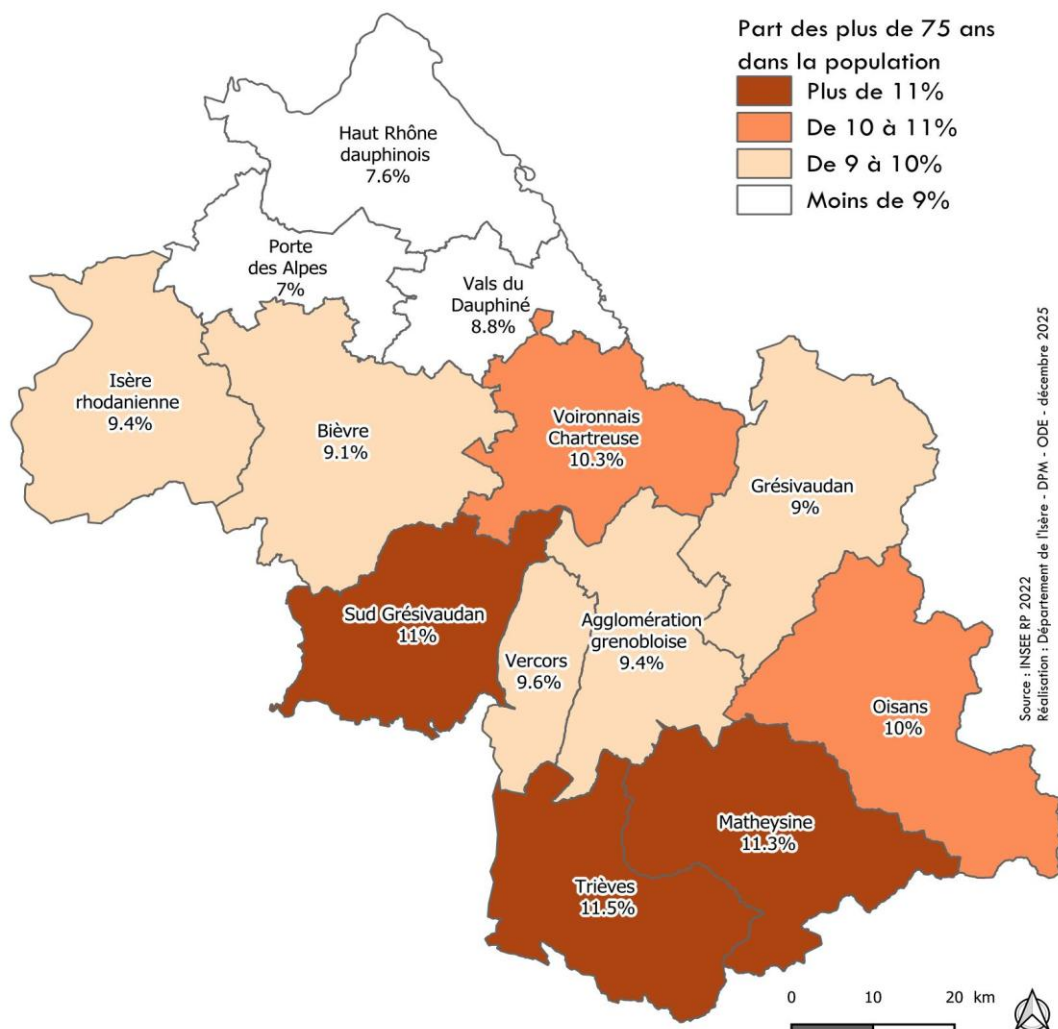 Part des plus de 75 ans
dans la population
Plus de 11%
De 10 à 11%
De 9 à 10%
Moins de 9%
Haut Rhône
dauphinois
7.6%
Porte
des Alpes
7%
Vals du
Dauphiné
8.8%
Isère
rhodanienne
9.4%
Bièvre
9.1%
Voironnais
Chartreuse
10.3%
Grésivaudan
9%
Sud Grésivaudan
11%
Vercors
9.6%
Agglomération
grenobloise
9.4%
Oisans
10%
Matheysine
11.3%
Trièves
11.5%
Source : INSEE RP 2022
Réalisation : Département de l'Isère - DPM - ODE - décembre 2025
0 10 20 km